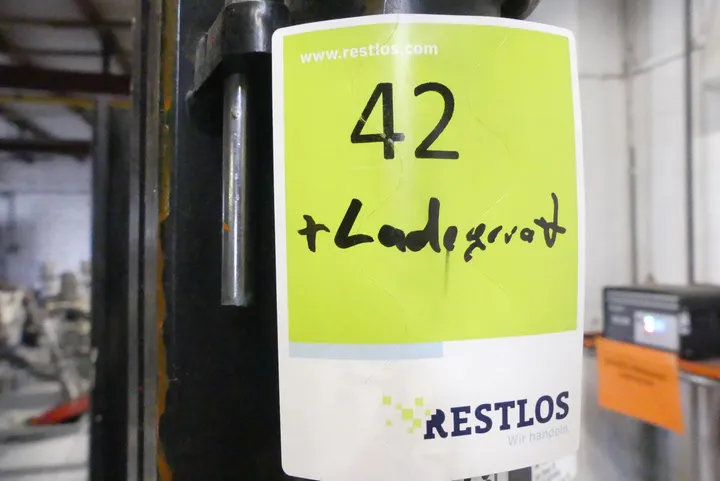 www.restlos.com
42
+ Ladegerät
RESTLOS
Wir handeln.